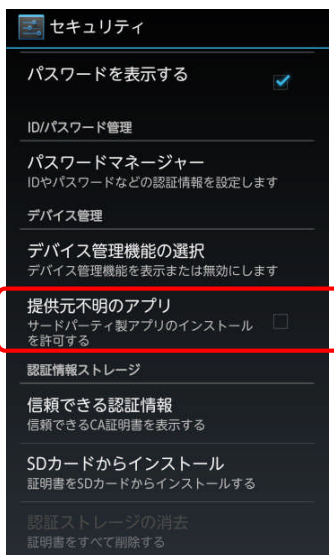 セキュリティ
パスワードを表示する
ID/パスワード管理
パスワードマネージャー
IDやパスワードなどの認証情報を設定します
デバイス管理
デバイス管理機能の選択
デバイス管理機能を表示または無効にします
提供元不明のアプリ
サードパーティ製アプリのインストール
を許可する
認証情報ストレージ
信頼できる認証情報
信頼できるCA証明書を表示する
SDカードからインストール
証明書をSDカードからインストールする
認証ストレージの消去
証明書をすべて削除する